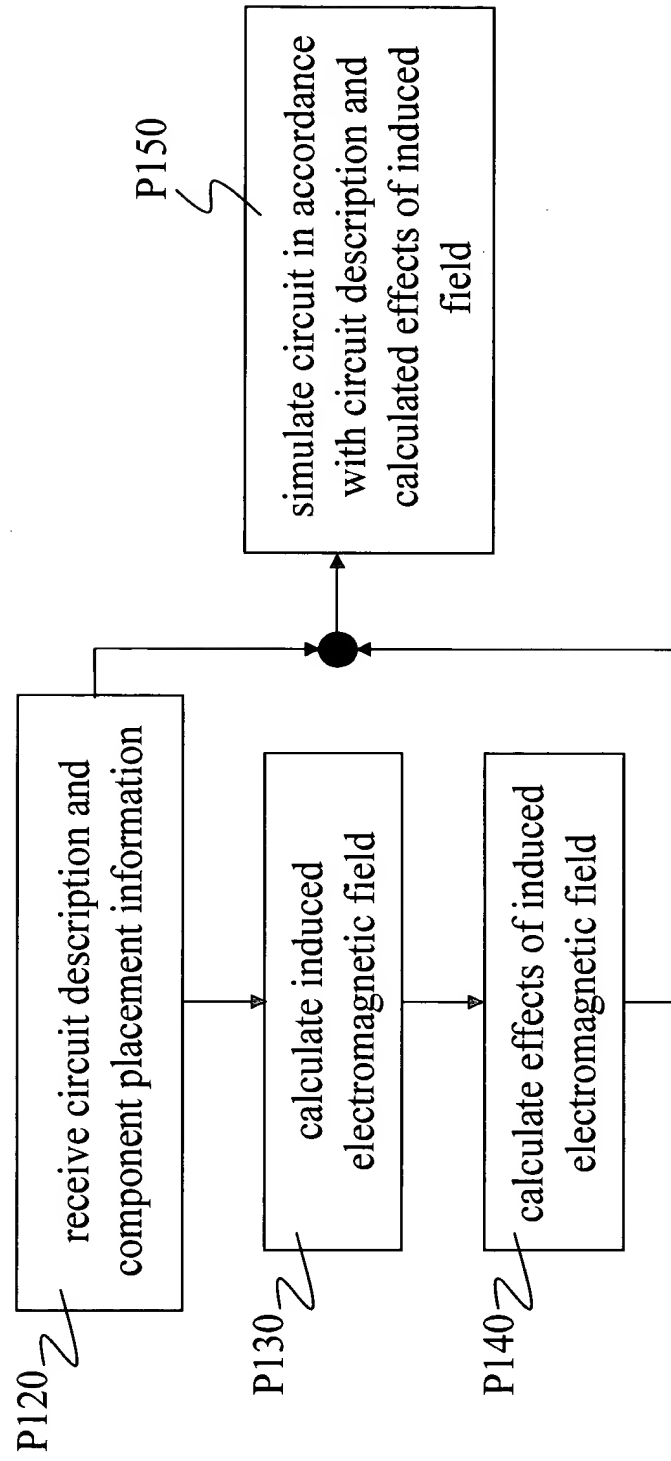 P120
receive circuit description and
component placement information
P130
calculate induced
electromagnetic field
P140
calculate effects of induced
electromagnetic field
P150
simulate circuit in accordance
with circuit description and
calculated effects of induced
field